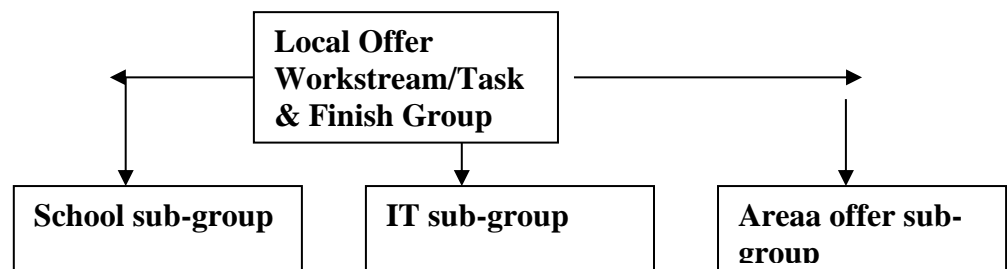 Local Offer
Workstream/Task
& Finish Group
School sub-group
IT sub-group
Areaa offer sub-
group